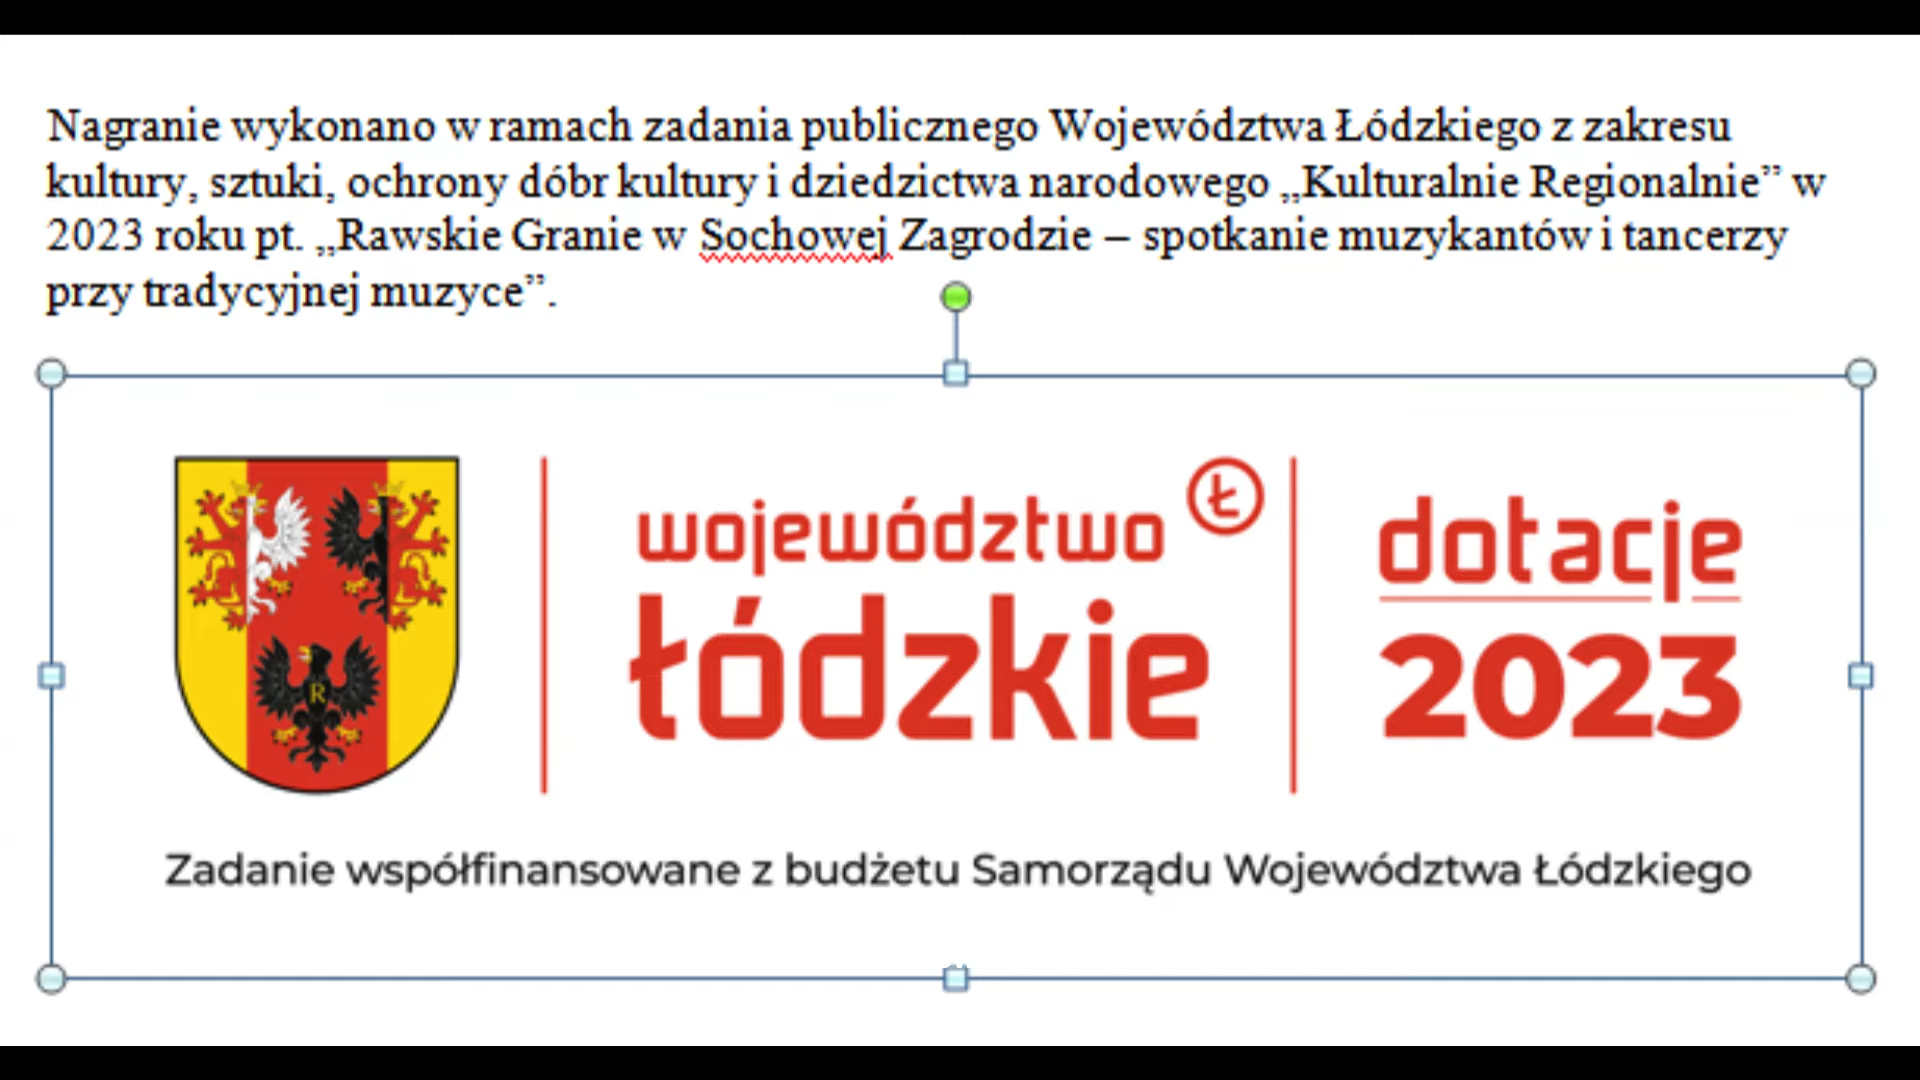 Nagranie wykonano w ramach zadania publicznego Województwa Łódzkiego z zakresu
kultury, sztuki, ochrony dóbr kultury i dziedzictwa narodowego „Kulturalnie Regionalnie” w
2023 roku pt. „Rawskie Granie w Sochowej Zagrodzie – spotkanie muzykantów i tancerzy
przy tradycyjnej muzyce”.
R
województwo Ł
łódzkie
dotacje
2023
Zadanie współfinansowane z budżetu Samorządu Województwa Łódzkiego